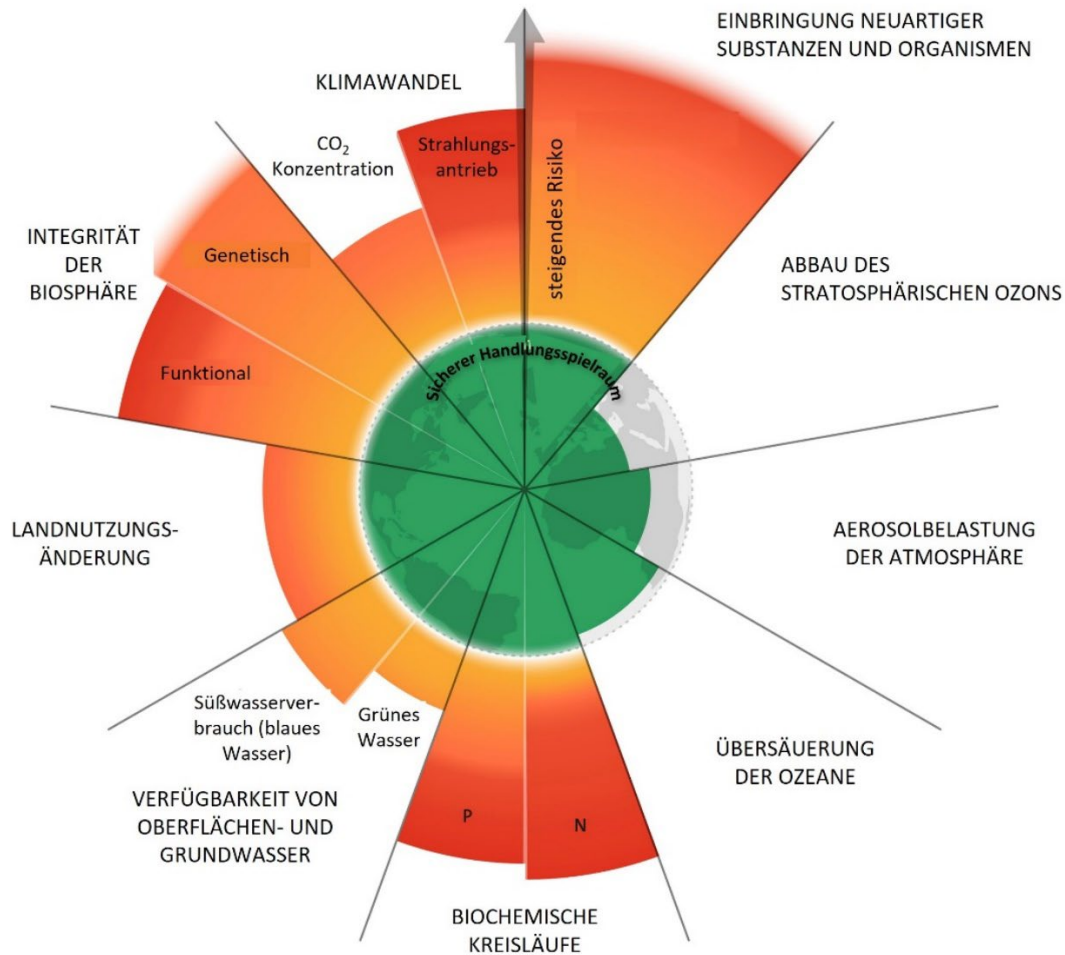 EINBRINGUNG NEUARTIGER
SUBSTANZEN UND ORGANISMEN
KLIMAWANDEL
CO₂
Konzentration
Strahlungs-
antrieb
steigendes Risiko
INTEGRITÄT
DER
BIOSPHÄRE
Genetisch
Funktional
ABBAU DES
STRATOSPHÄRISCHEN OZONS
Sicherer Handlungsspielraum
LANDNUTZUNGS-
ÄNDERUNG
AEROSOLBELASTUNG
DER ATMOSPHÄRE
Süßwasserver-
brauch (blaues
Wasser)
Grünes
Wasser
VERFÜGBARKEIT VON
OBERFLÄCHEN- UND
GRUNDWASSER
P
N
ÜBERSÄUERUNG
DER OZEANE
BIOCHEMISCHE
KREISLÄUFE